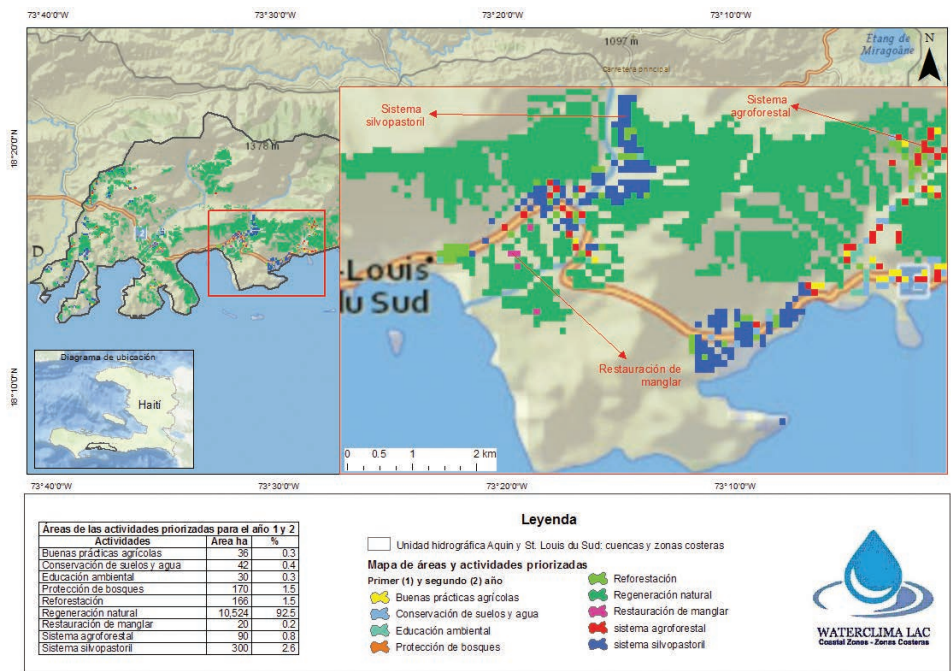 73°40'0"W 73°30'0"W 73°20'0"W 73°10'0"W
Étang de
Miragoâne
N
1097 m
Carretera principal
Sistema
silvopastoril
Sistema
agroforestal
18°20'0"N
1378 m
D
-Louis
du Sud
Restauración de
manglar
18°10'0"N
Diagrama de ubicación
Haití
0 0.5 1 2 km
73°40'0"W 73°30'0"W 73°20'0"W 73°10'0"W
Áreas de las actividades priorizadas para el año 1 y 2
Actividades Area ha %
Buenas prácticas agrícolas 36 0.3
Conservación de suelos y agua 42 0.4
Educación ambiental 30 0.3
Protección de bosques 170 1.5
Reforestación 166 1.5
Regeneración natural 10,524 92.5
Restauración de manglar 20 0.2
Sistema agroforestal 90 0.8
Sistema silvopastoril 300 2.6
Leyenda
Unidad hidrográfica Aquin y St. Louis du Sud: cuencas y zonas costeras
Mapa de áreas y actividades priorizadas
Primer (1) y segundo (2) año
Buenas prácticas agrícolas
Conservación de suelos y agua
Educación ambiental
Protección de bosques
Reforestación
Regeneración natural
Restauración de manglar
sistema agroforestal
sistema silvopastoril
WATERCLIMA LAC
Coastal Zones - Zonas Costeras